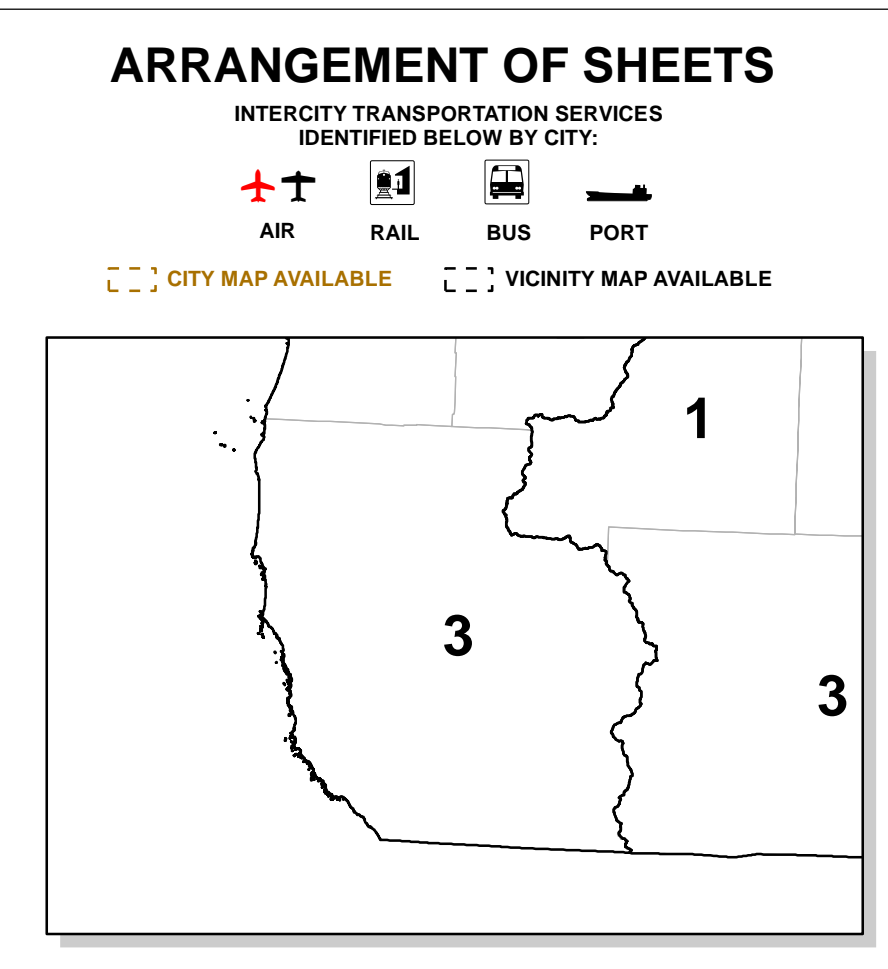 ARRANGEMENT OF SHEETS
INTERCITY TRANSPORTATION SERVICES
IDENTIFIED BELOW BY CITY:
AIR
RAIL
BUS
PORT
CITY MAP AVAILABLE
VICINITY MAP AVAILABLE
1
3
3